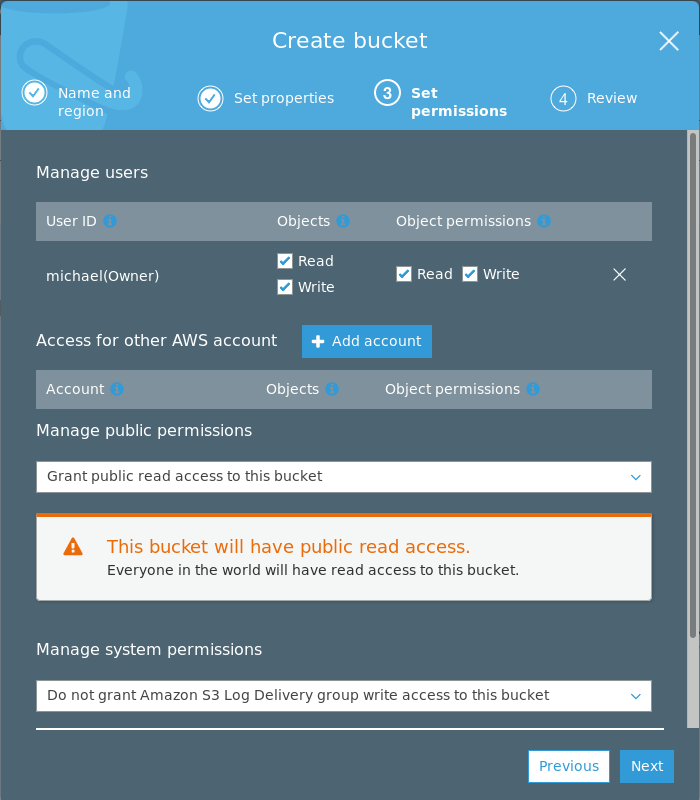 Create bucket
Name and
region
Set properties
3 Set
permissions
4 Review
Manage users
User ID Objects Object permissions
michael(Owner)
Read
Write
Read Write
Access for other AWS account
Add account
Account Objects Object permissions
Manage public permissions
Grant public read access to this bucket
This bucket will have public read access.
Everyone in the world will have read access to this bucket.
Manage system permissions
Do not grant Amazon S3 Log Delivery group write access to this bucket
Previous Next